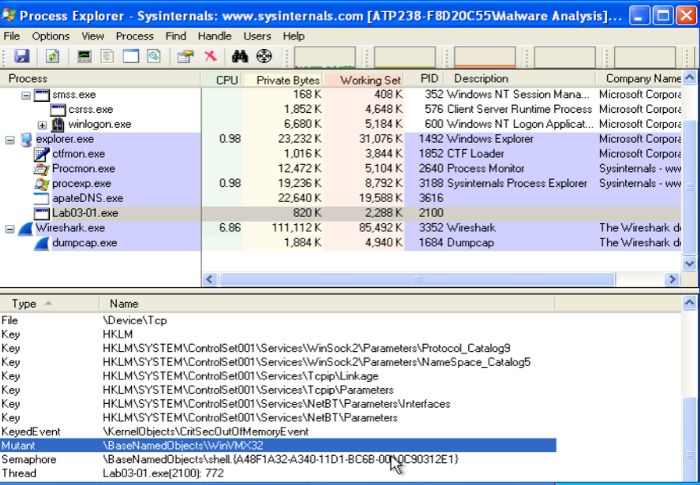 Process Explorer - Sysinternals: www.sysinternals.com [ATP238-F8D20C55\Malware Analysis]...
File Options View Process Find Handle Users Help
Process CPU Private Bytes Working Set PID Description Company Name
smss.exe 168 K 408 K 352 Windows NT Session Mana... Microsoft Corpora
csrss.exe 1,852 K 4,648 K 576 Client Server Runtime Process Microsoft Corpora
winlogon.exe 6,680 K 5,184 K 600 Windows NT Logon Applicat... Microsoft Corpora
explorer.exe 0.98 23,232 K 31,076 K 1492 Windows Explorer Microsoft Corpora
ctfmon.exe 1,016 K 3,844 K 1852 CTF Loader Microsoft Corpora
Procmon.exe 12,472 K 5,104 K 2640 Process Monitor Sysinternals - ww
procexp.exe 0.98 19,236 K 8,792 K 3188 Sysinternals Process Explorer Sysinternals - ww
apateDNS.exe 22,640 K 19,588 K 3616
Lab03-01.exe 820 K 2,288 K 2100
Wireshark.exe 6.86 111,112 K 85,492 K 3352 Wireshark The Wireshark de
dumpcap.exe 1,884 K 4,940 K 1684 Dumpcap The Wireshark de
Type Name
File \Device\Tcp
Key HKLM
Key HKLM\SYSTEM\ControlSet001\Services\WinSock2\Parameters\Protocol_Catalog9
Key HKLM\SYSTEM\ControlSet001\Services\WinSock2\Parameters\NameSpace_Catalog5
Key HKLM\SYSTEM\ControlSet001\Services\Tcpip\Linkage
Key HKLM\SYSTEM\ControlSet001\Services\Tcpip\Parameters
Key HKLM\SYSTEM\ControlSet001\Services\NetBT\Parameters\Interfaces
Key HKLM\SYSTEM\ControlSet001\Services\NetBT\Parameters
KeyedEvent \KernelObjects\CritSecOutOfMemoryEvent
Mutant \BaseNamedObjects\WinVMX32
Semaphore \BaseNamedObjects\shell.{A48F1A32-A340-11D1-BC6B-00A0C90312E1}
Thread Lab03-01.exe(2100): 772